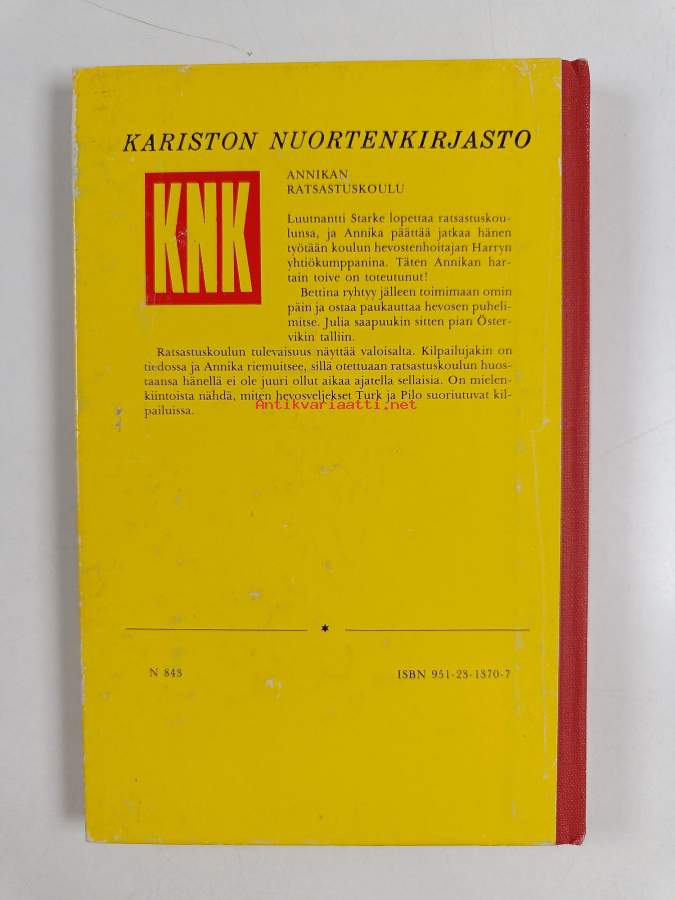 KARISTON NUORTENKIRJASTO
KNK
ANNIKAN
RATSASTUSKOULU
Luutnantti Starke lopettaa ratsastuskou-
lunsa, ja Annika päättää jatkaa hänen
työtään koulun hevostenhoitajan Harryn
yhtiökumppanina. Täten Annikan har-
tain toive on toteutunut!
Bettina ryhtyy jälleen toimimaan omin
päin ja ostaa paukauttaa hevosen puheli-
mitse. Julia saapuukin sitten pian Öster-
vikin talliin.
Ratsastuskoulun tulevaisuus näyttää valoisalta. Kilpailujakin on
tiedossa ja Annika riemuitsee, sillä otettuaan ratsastuskoulun huos-
taansa hänellä ei ole juuri ollut aikaa ajatella sellaisia. On mielen-
kiintoista nähdä, miten hevosveljekset Turk ja Pilo suoriutuvat kil-
pailuissa.
Antikvariaatti.net
N 843
ISBN 951-23-1370-7